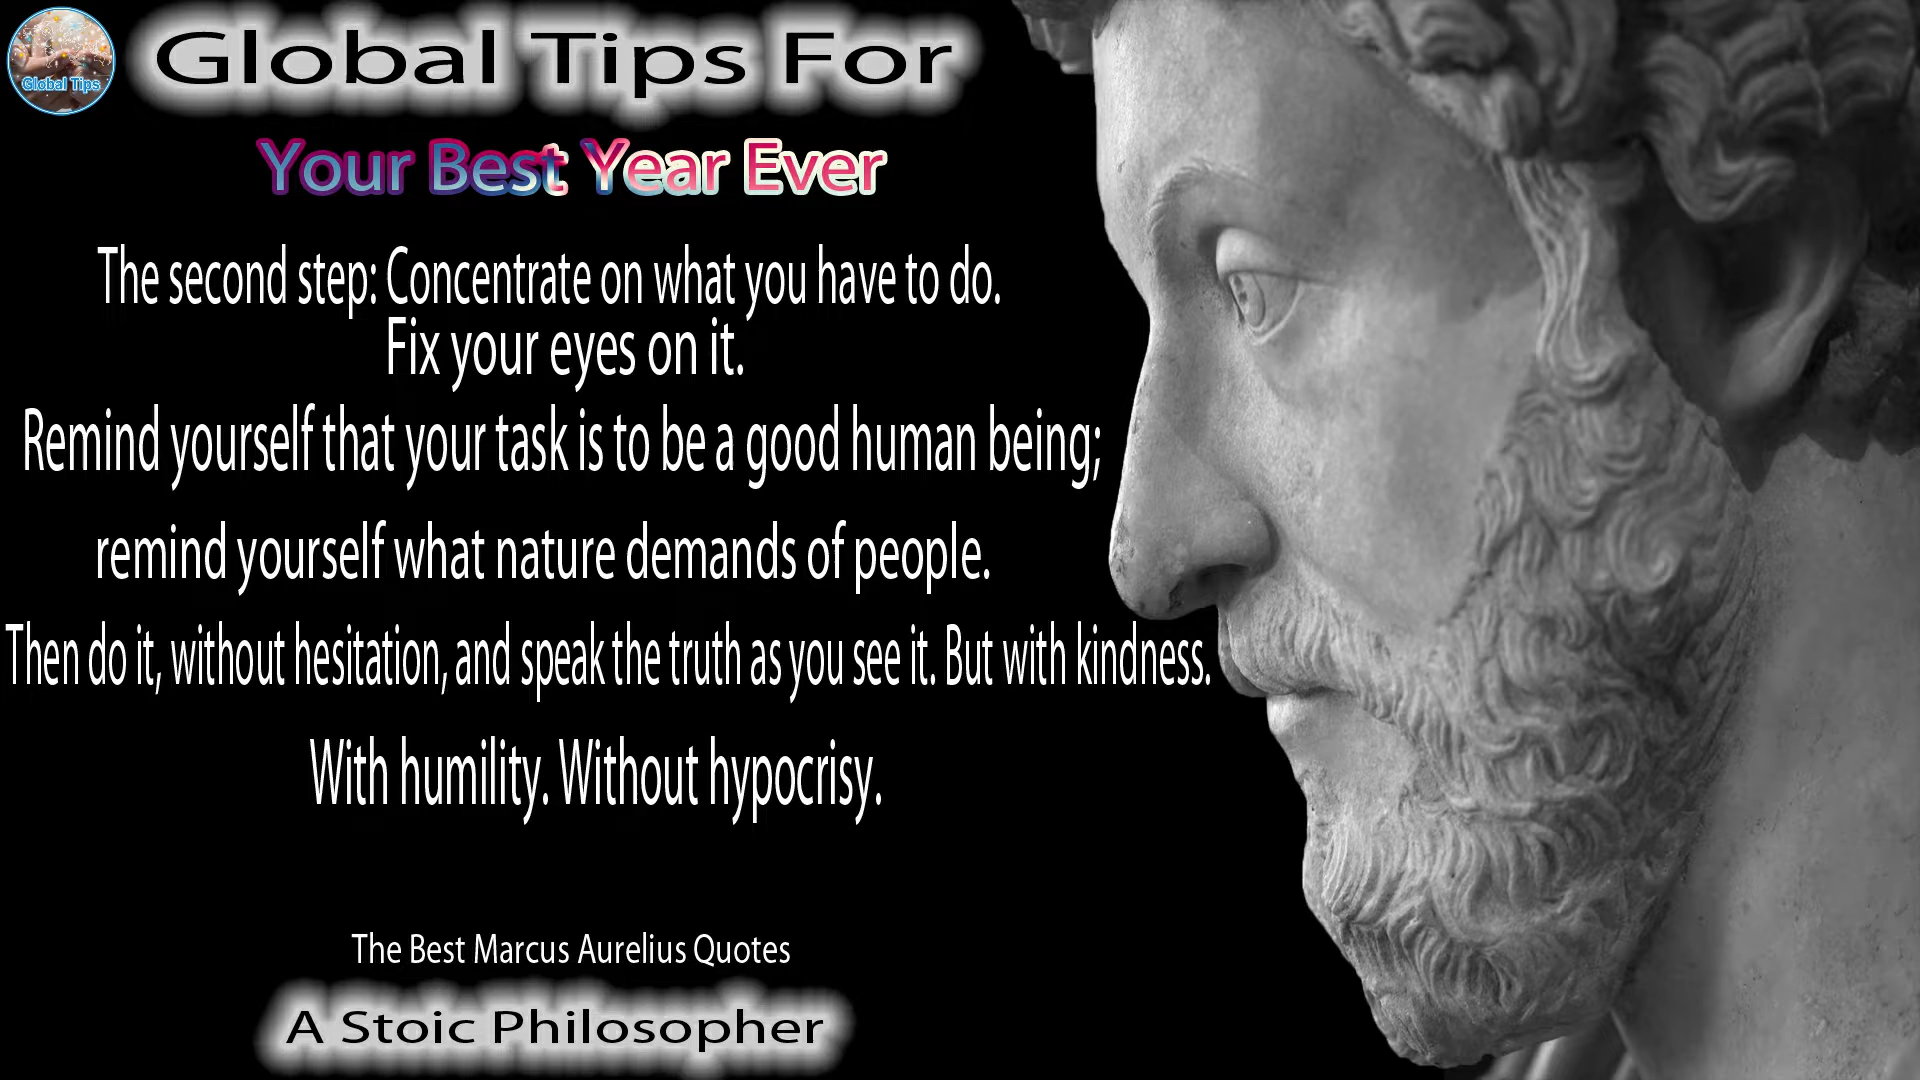 Global Tips
Global Tips For
Your Best Year Ever
The second step: Concentrate on what you have to do.
Fix your eyes on it.
Remind yourself that your task is to be a good human being;
remind yourself what nature demands of people.
Then do it, without hesitation, and speak the truth as you see it. But with kindness.
With humility. Without hypocrisy.
The Best Marcus Aurelius Quotes
A Stoic Philosopher